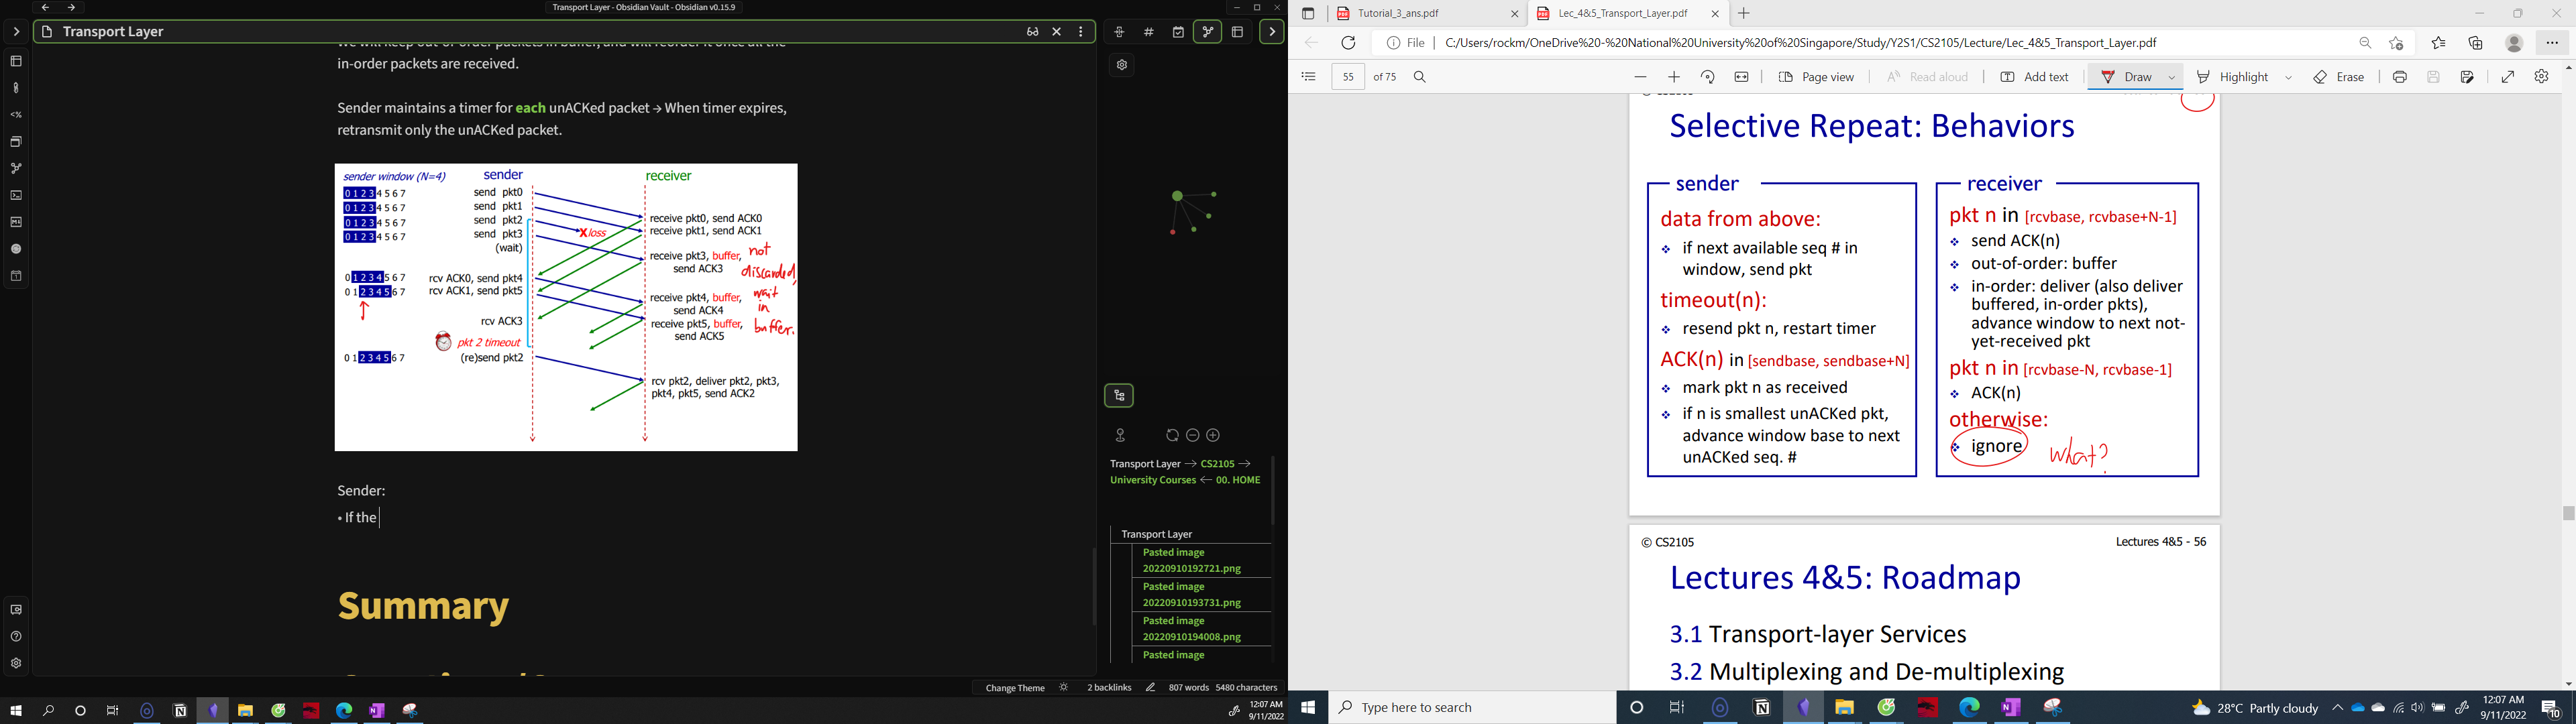 Transport Layer - Obsidian Vault - Obsidian v0.15.9
Transport Layer
in-order packets are received.
Sender maintains a timer for each unACKed packet → When timer expires,
retransmit only the unACKed packet.
sender window (N=4)
sender
receiver
0 1 2 3 4 5 6 7
send pkt0
0 1 2 3 4 5 6 7
send pkt1
0 1 2 3 4 5 6 7
send pkt2
0 1 2 3 4 5 6 7
send pkt3
(wait)
X loss
receive pkt0, send ACK0
receive pkt1, send ACK1
receive pkt3, buffer,
send ACK3
not
discarded,
wait
in
buffer.
0 1 2 3 4 5 6 7
rcv ACK0, send pkt4
0 1 2 3 4 5 6 7
rcv ACK1, send pkt5
receive pkt4, buffer,
send ACK4
receive pkt5, buffer,
send ACK5
rcv ACK3
pkt 2 timeout
0 1 2 3 4 5 6 7
(re)send pkt2
rcv pkt2, deliver pkt2, pkt3,
pkt4, pkt5, send ACK2
Sender:
• If the
Summary
Transport Layer → CS2105 →
University Courses ← 00. HOME
Transport Layer
Pasted image
20220910192721.png
Pasted image
20220910193731.png
Pasted image
20220910194008.png
Pasted image
Change Theme
2 backlinks
807 words 5480 characters
12:07 AM
9/11/2022
Tutorial_3_ans.pdf
Lec_4&5_Transport_Layer.pdf
File
C:/Users/rockm/OneDrive%20-%20National%20University%20of%20Singapore/Study/Y2S1/CS2105/Lecture/Lec_4&5_Transport_Layer.pdf
55 of 75
Page view
Read aloud
Add text
Draw
Highlight
Erase
Selective Repeat: Behaviors
sender
data from above:
❖ if next available seq # in
window, send pkt
timeout(n):
❖ resend pkt n, restart timer
ACK(n) in [sendbase, sendbase+N]
❖ mark pkt n as received
❖ if n is smallest unACKed pkt,
advance window base to next
unACKed seq. #
receiver
pkt n in [rcvbase, rcvbase+N-1]
❖ send ACK(n)
❖ out-of-order: buffer
❖ in-order: deliver (also deliver
buffered, in-order pkts),
advance window to next not-
yet-received pkt
pkt n in [rcvbase-N, rcvbase-1]
❖ ACK(n)
otherwise:
❖ ignore
what?
© CS2105
Lectures 4&5 - 56
Lectures 4&5: Roadmap
3.1 Transport-layer Services
3.2 Multiplexing and De-multiplexing
Type here to search
28°C Partly cloudy
12:07 AM
9/11/2022
10